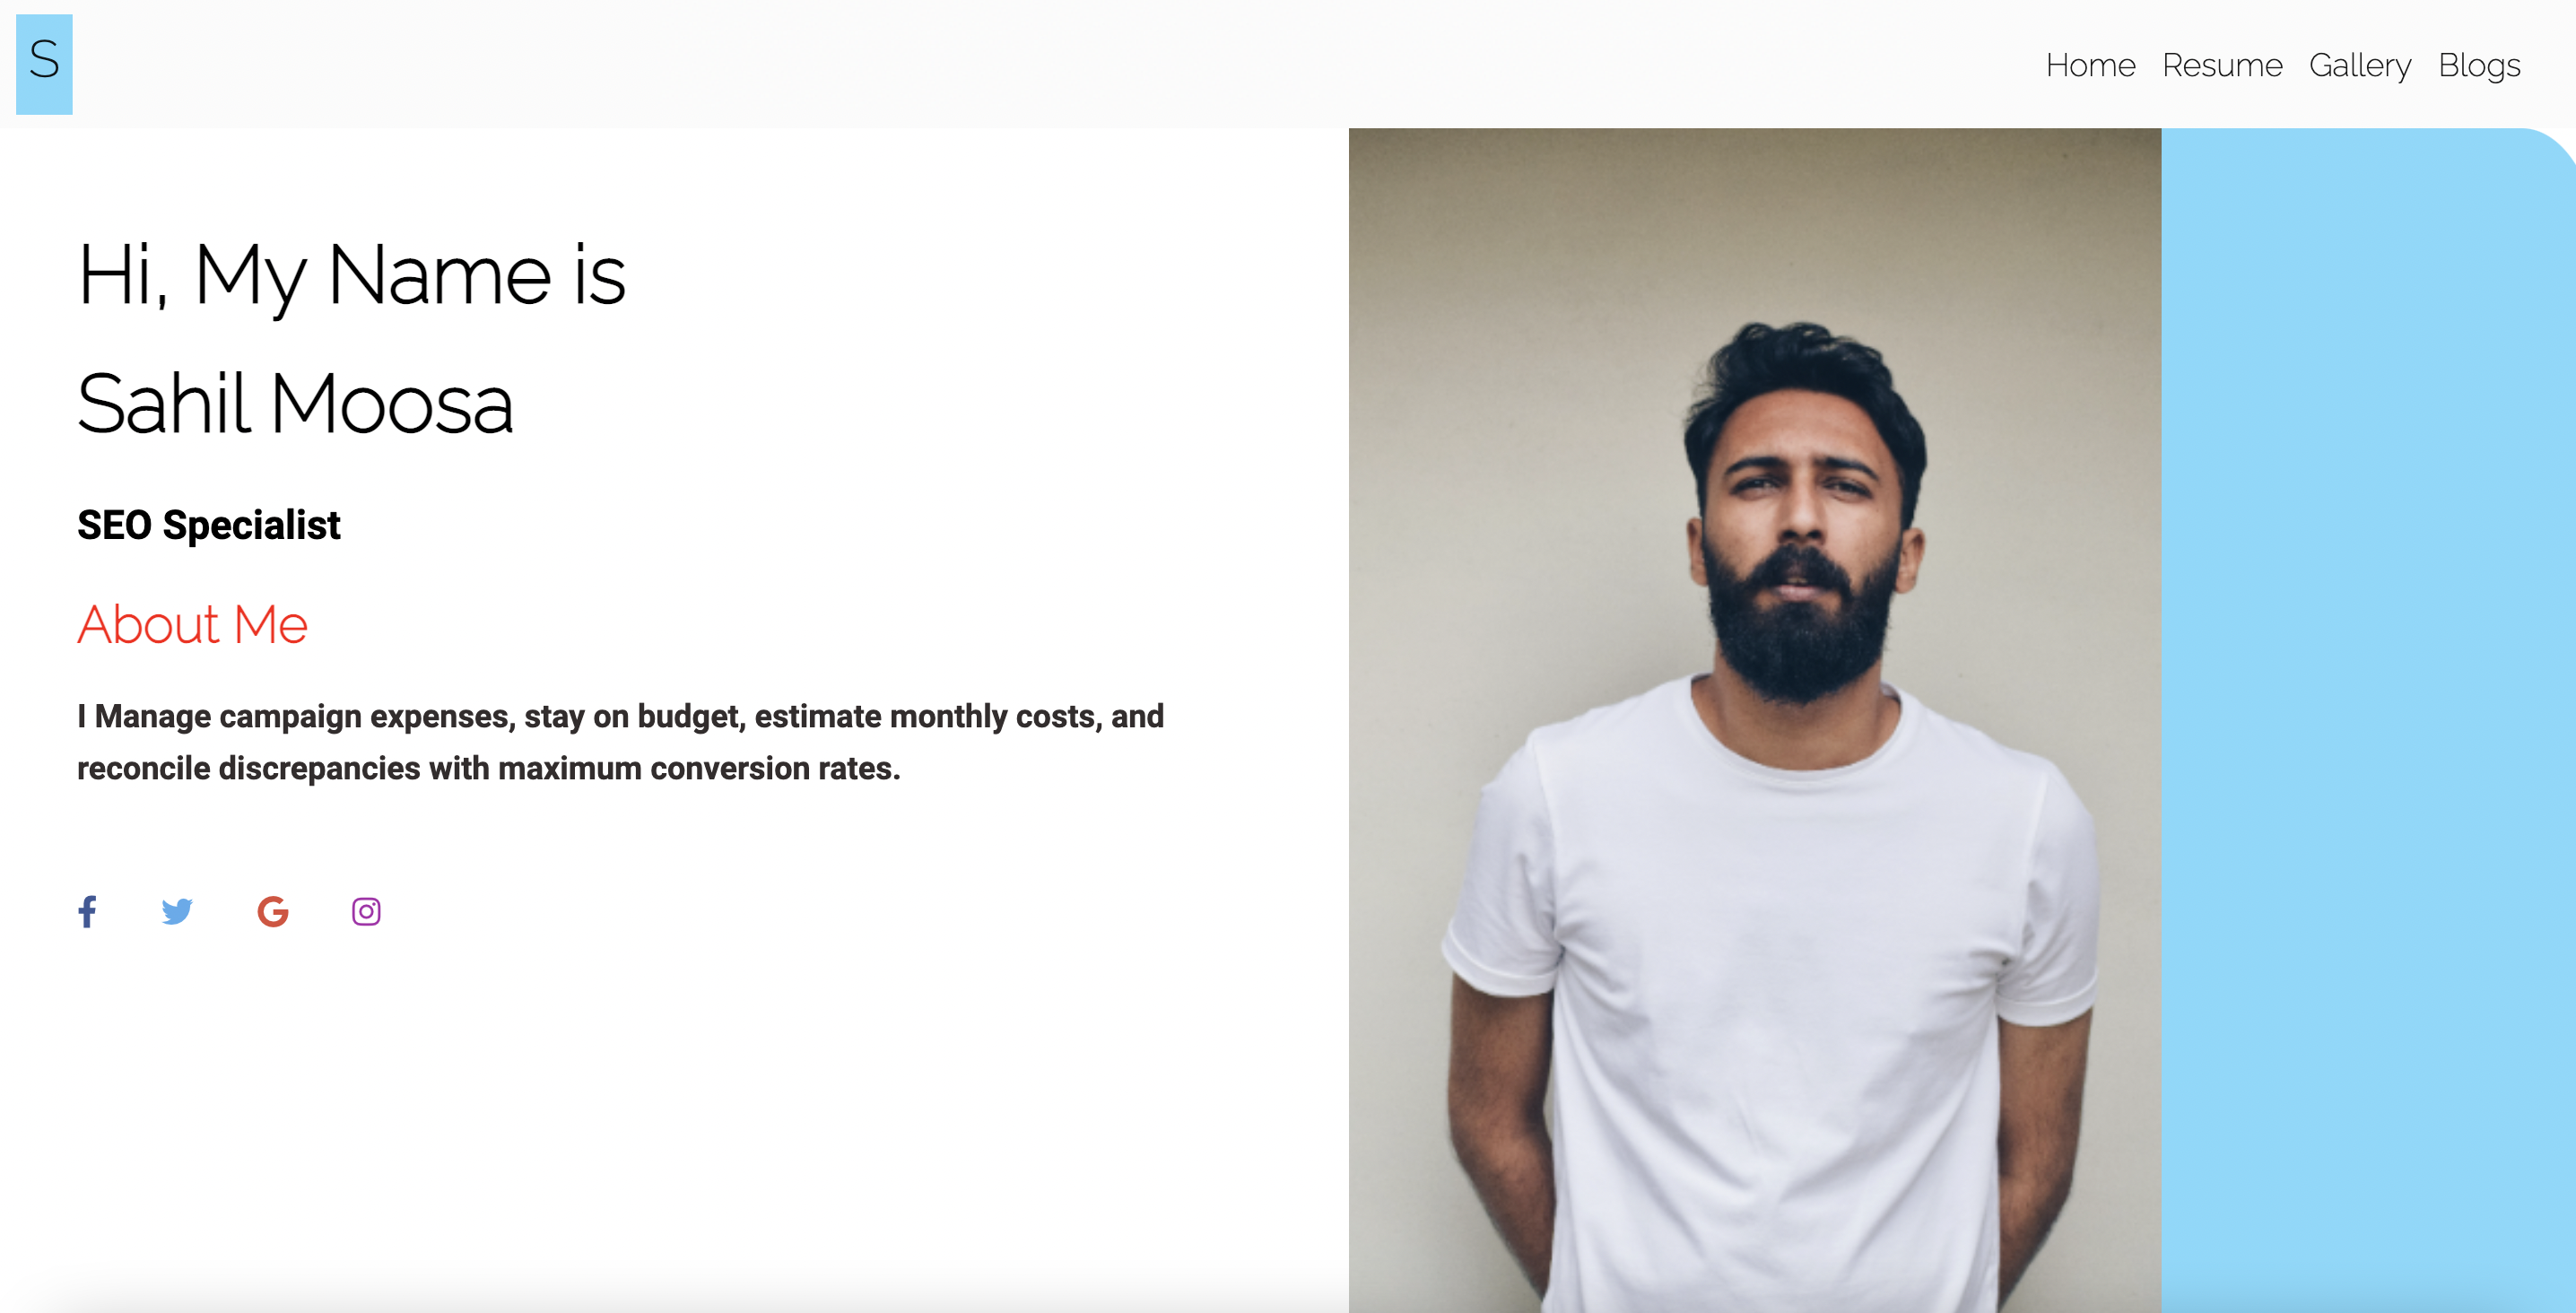 S
Home Resume Gallery Blogs
Hi, My Name is
Sahil Moosa
SEO Specialist
About Me
I Manage campaign expenses, stay on budget, estimate monthly costs, and
reconcile discrepancies with maximum conversion rates.